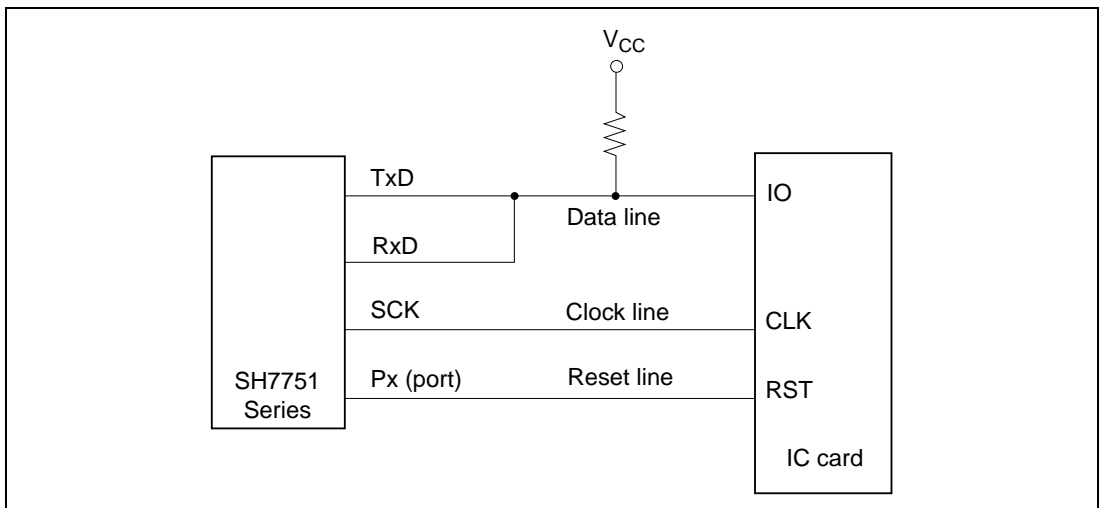 VCC
TxD
IO
Data line
RxD
SCK
Clock line
CLK
Px (port)
Reset line
RST
SH7751
Series
IC card